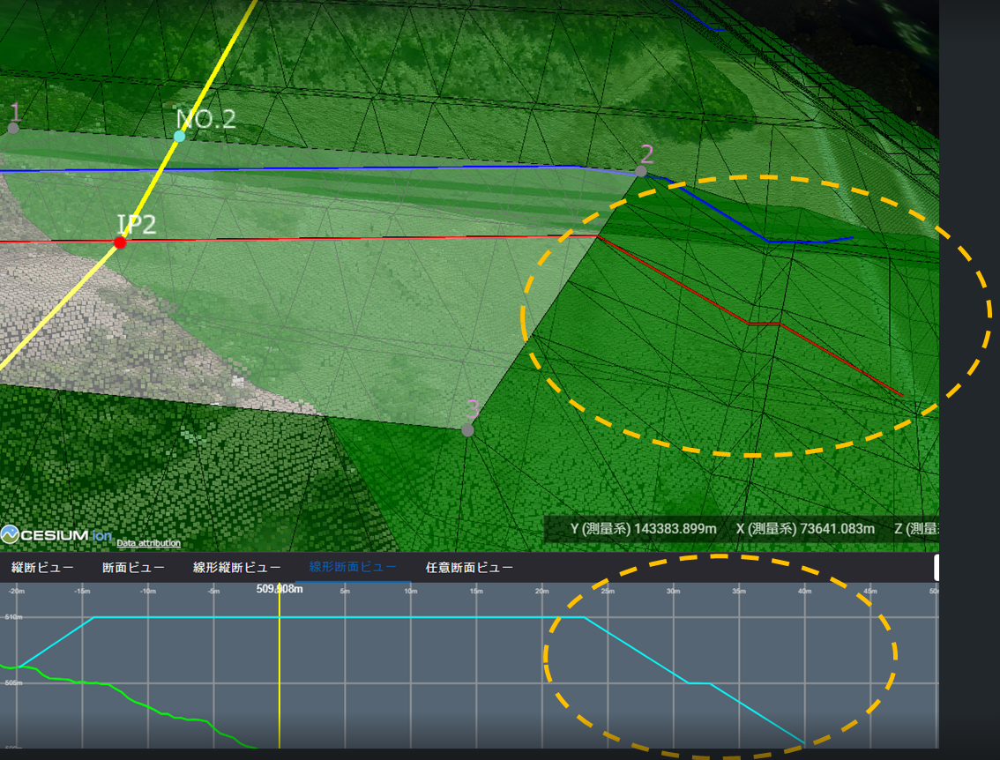 1
NO.2
2
IP2
3
CESIUM ion
Data attribution
Y (測量系) 143383.899m X (測量系) 73641.083m Z (測量
縦断ビュー 断面ビュー 線形縦断ビュー 線形断面ビュー 任意断面ビュー
-20m -15m -10m -5m 509.908m 5m 10m 15m 20m 25m 30m 35m 40m 45m 50
510m
505m